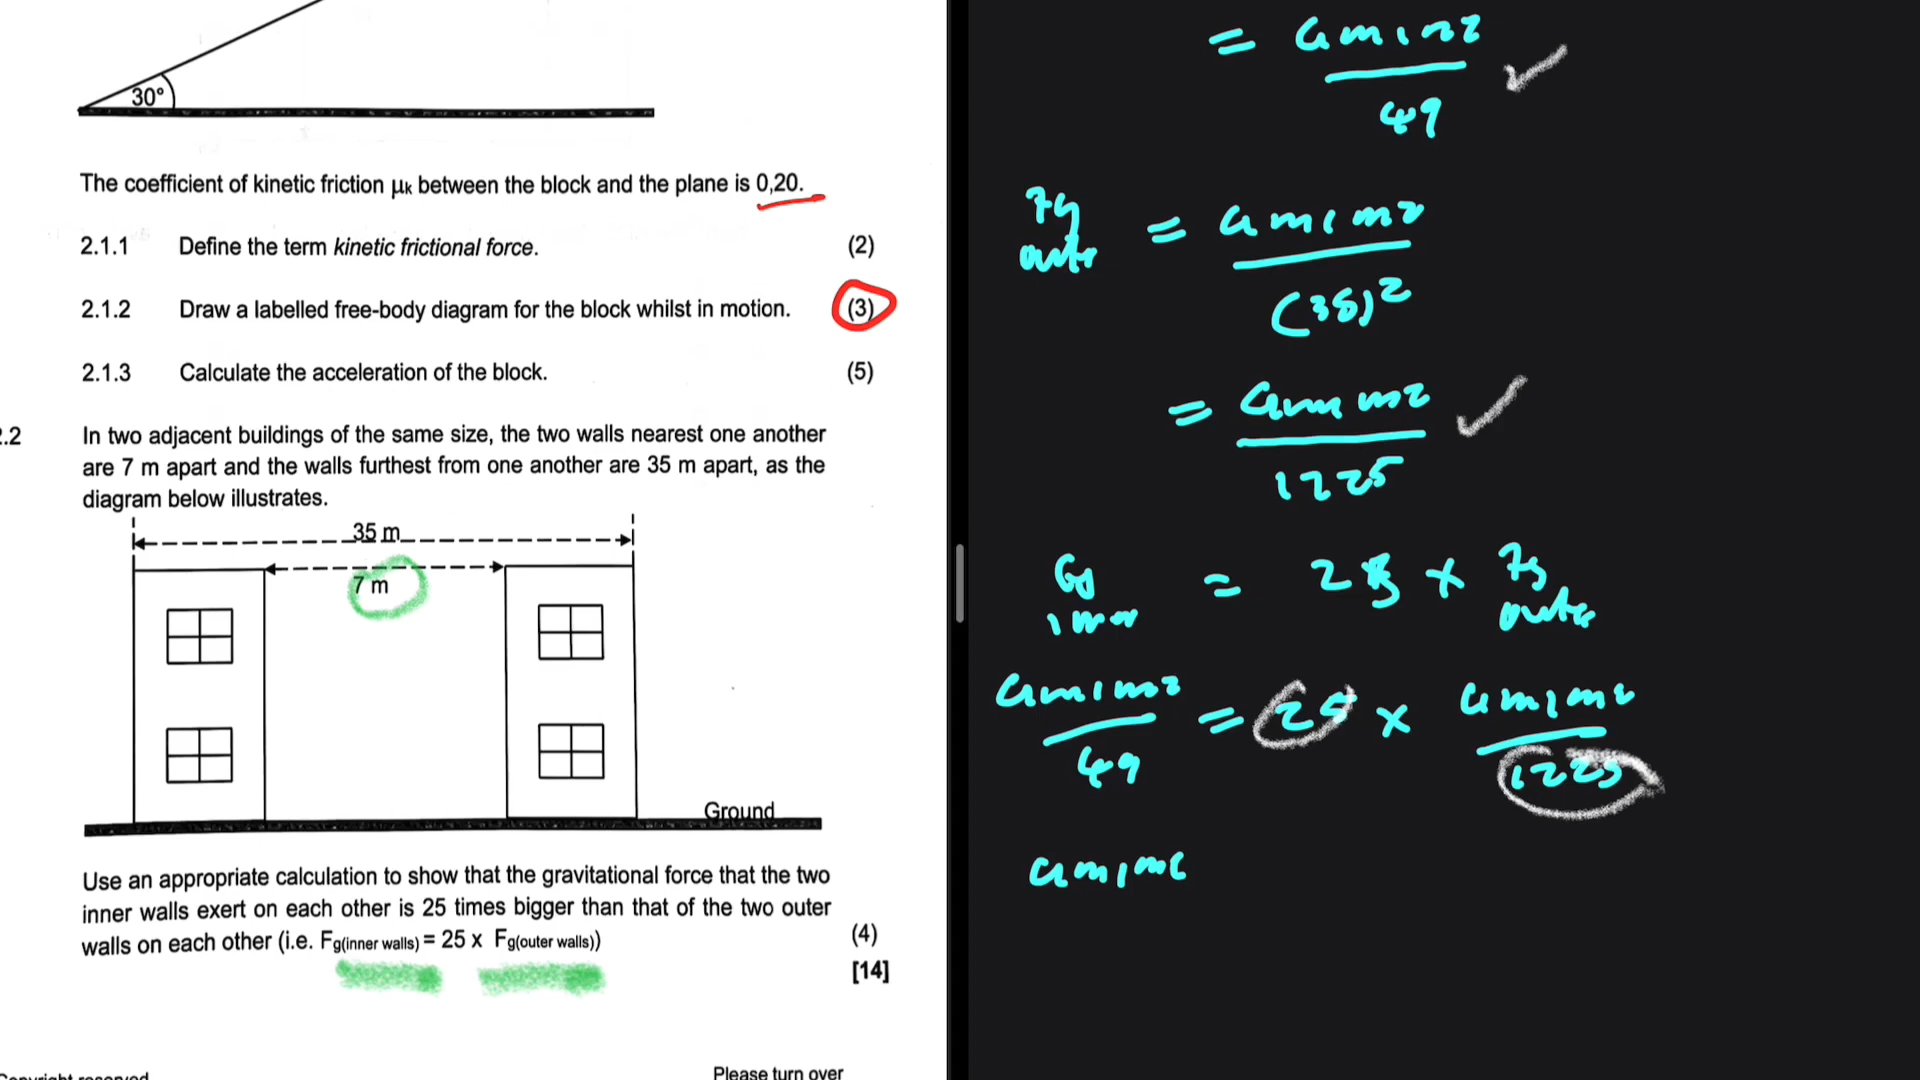 30°
The coefficient of kinetic friction μk between the block and the plane is 0,20.
2.1.1 Define the term kinetic frictional force. (2)
2.1.2 Draw a labelled free-body diagram for the block whilst in motion. (3)
2.1.3 Calculate the acceleration of the block. (5)
.2 In two adjacent buildings of the same size, the two walls nearest one another
are 7 m apart and the walls furthest from one another are 35 m apart, as the
diagram below illustrates.
35 m
7 m
Ground
Use an appropriate calculation to show that the gravitational force that the two
inner walls exert on each other is 25 times bigger than that of the two outer
walls on each other (i.e. Fg(inner walls) = 25 x Fg(outer walls)) (4)
[14]
Please turn over
= Gm1m2
49
Fg outer = Gm1m2
(35)2
= Gm1m2
1225
Fg inner = 25 × Fg outer
Gm1m2 = 25 × Gm1m2
49 1225
Gm1m2